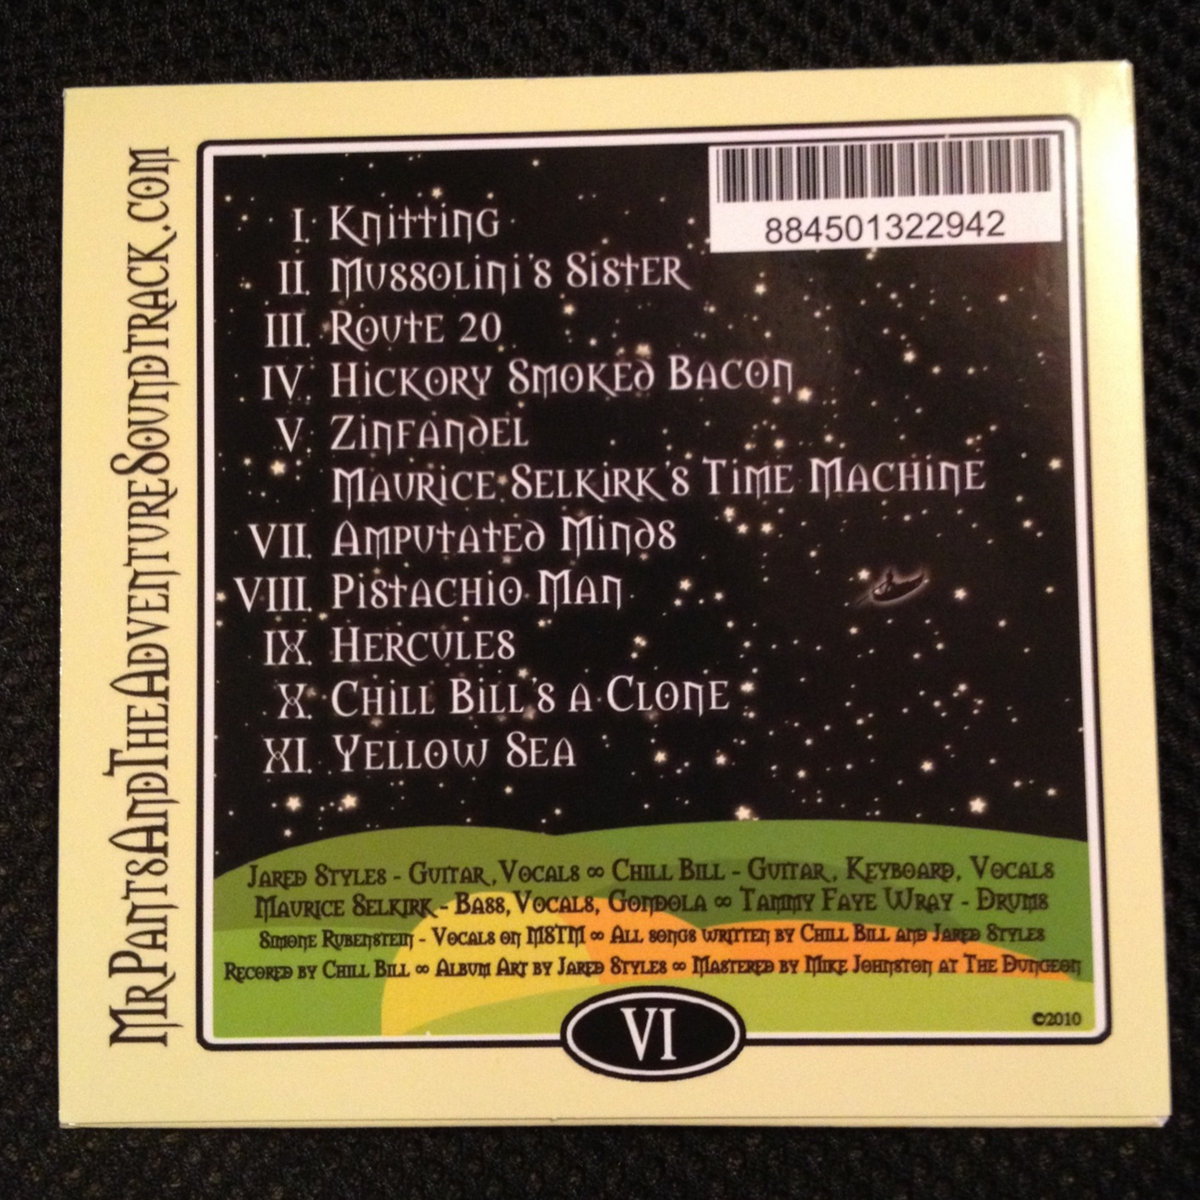 MrPantsAndTheAdventureSoundtrack.com
884501322942
I. Knitting
II. Mussolini's Sister
III. Route 20
IV. Hickory Smoked Bacon
V. Zinfandel
Maurice Selkirk's Time Machine
VII. Amputated Minds
VIII. Pistachio Man
IX. Hercules
X. Chill Bill's a Clone
XI. Yellow Sea
Jared Styles - Guitar, Vocals ∞ Chill Bill - Guitar, Keyboard, Vocals
Maurice Selkirk - Bass, Vocals, Gondola ∞ Tammy Faye Wray - Drums
Simone Rubenstein - Vocals on MSTM ∞ All songs written by Chill Bill and Jared Styles
Recored by Chill Bill ∞ Album Art by Jared Styles ∞ Mastered by Mike Johnston at The Dungeon
©2010
VI